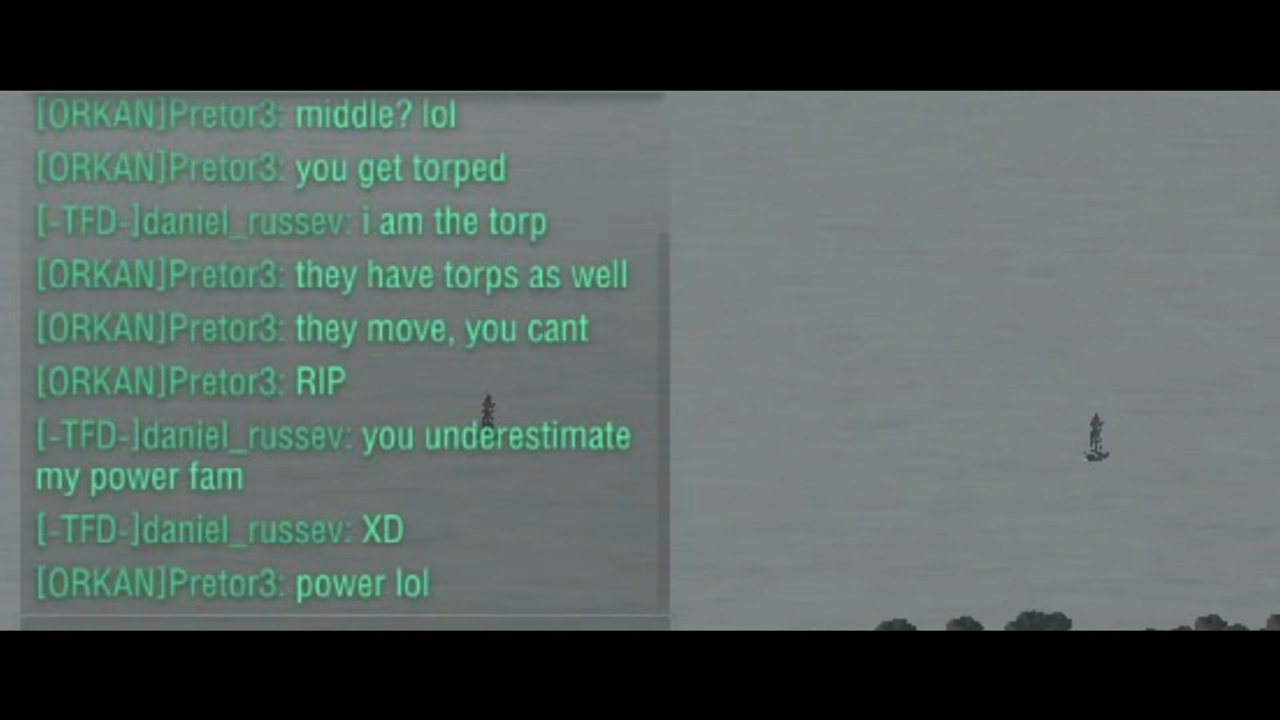 [ORKAN]Pretor3: middle? lol
[ORKAN]Pretor3: you get torped
[-TFD-]daniel_russev: i am the torp
[ORKAN]Pretor3: they have torps as well
[ORKAN]Pretor3: they move, you cant
[ORKAN]Pretor3: RIP
[-TFD-]daniel_russev: you underestimate
my power fam
[-TFD-]daniel_russev: XD
[ORKAN]Pretor3: power lol